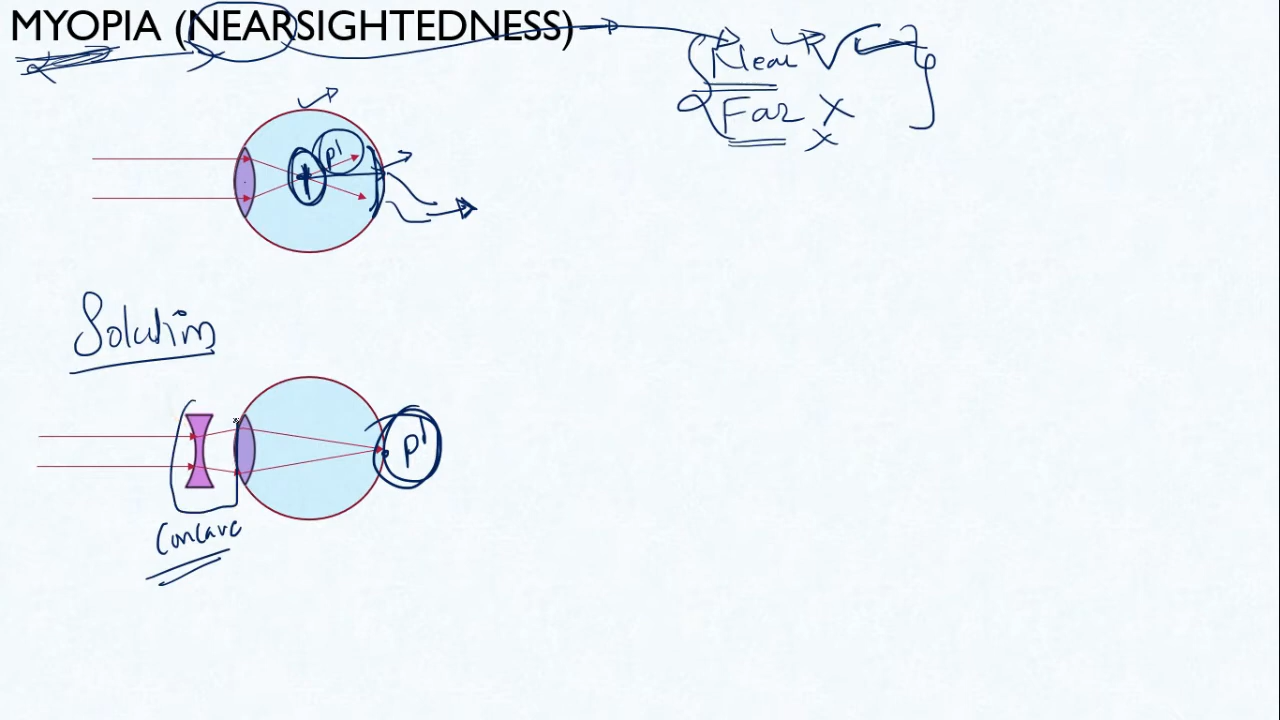 MYOPIA (NEARSIGHTEDNESS)
Near
Far X
X
P'
Solution
P'
Concave